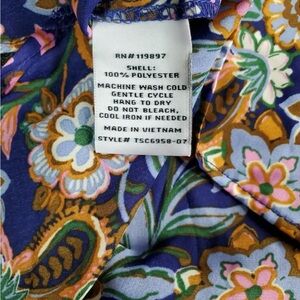 RN#119897
SHELL:
100% POLYESTER
MACHINE WASH COLD
GENTLE CYCLE
HANG TO DRY
DO NOT BLEACH,
COOL IRON IF NEEDED
MADE IN VIETNAM
STYLE# TSCG958-07